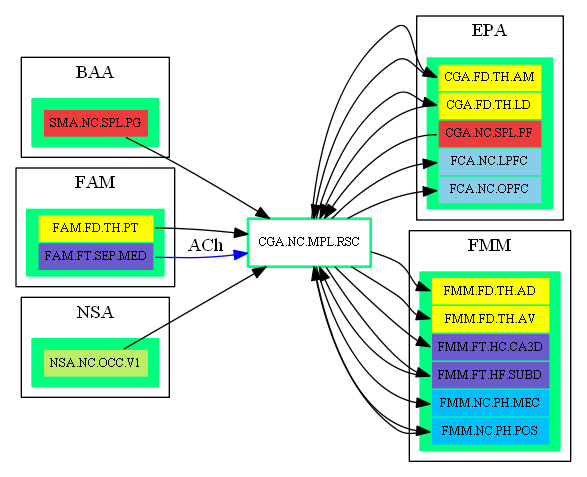 BAA
SMA.NC.SPL.PG
FAM
FAM.FD.TH.PT
FAM.FT.SEP.MED
ACh
NSA
NSA.NC.OCC.V1
CGA.NC.MPL.RSC
EPA
CGA.FD.TH.AM
CGA.FD.TH.LD
CGA.NC.SPL.PF
FCA.NC.LPFC
FCA.NC.OPFC
FMM
FMM.FD.TH.AD
FMM.FD.TH.AV
FMM.FT.HC.CA3D
FMM.FT.HF.SUBD
FMM.NC.PH.MEC
FMM.NC.PH.POS